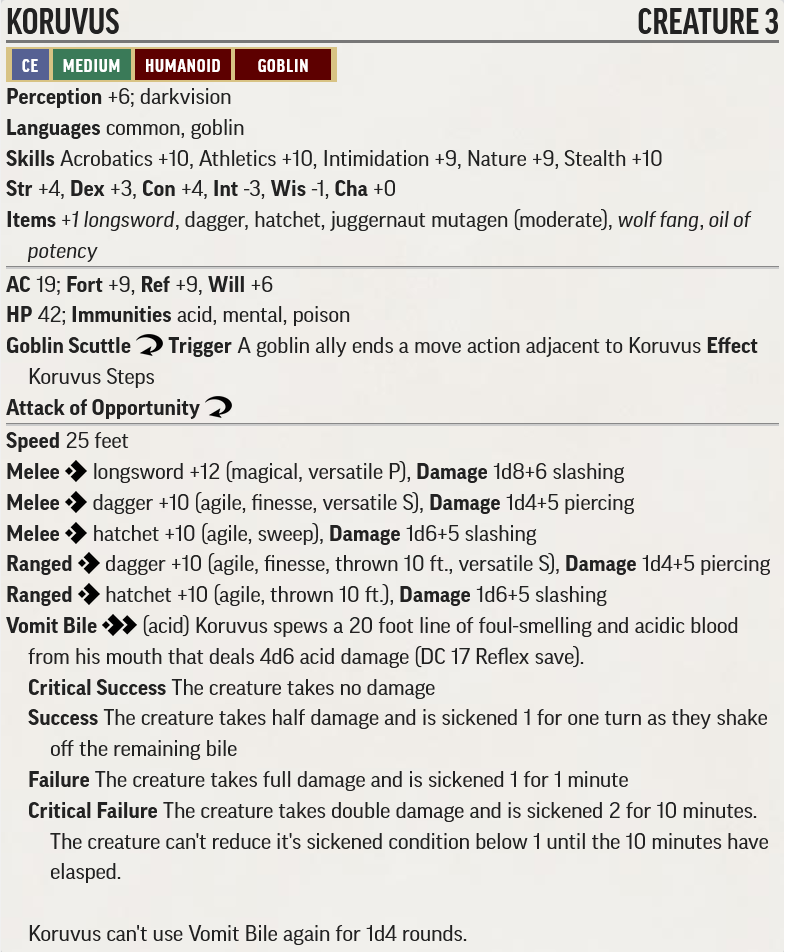 KORUVUS CREATURE 3
CE MEDIUM HUMANOID GOBLIN
Perception +6; darkvision
Languages common, goblin
Skills Acrobatics +10, Athletics +10, Intimidation +9, Nature +9, Stealth +10
Str +4, Dex +3, Con +4, Int -3, Wis -1, Cha +0
Items +1 longsword, dagger, hatchet, juggernaut mutagen (moderate), wolf fang, oil of
potency
AC 19; Fort +9, Ref +9, Will +6
HP 42; Immunities acid, mental, poison
Goblin Scuttle Trigger A goblin ally ends a move action adjacent to Koruvus Effect
Koruvus Steps
Attack of Opportunity
Speed 25 feet
Melee longsword +12 (magical, versatile P), Damage 1d8+6 slashing
Melee dagger +10 (agile, finesse, versatile S), Damage 1d4+5 piercing
Melee hatchet +10 (agile, sweep), Damage 1d6+5 slashing
Ranged dagger +10 (agile, finesse, thrown 10 ft., versatile S), Damage 1d4+5 piercing
Ranged hatchet +10 (agile, thrown 10 ft.), Damage 1d6+5 slashing
Vomit Bile (acid) Koruvus spews a 20 foot line of foul-smelling and acidic blood
from his mouth that deals 4d6 acid damage (DC 17 Reflex save).
Critical Success The creature takes no damage
Success The creature takes half damage and is sickened 1 for one turn as they shake
off the remaining bile
Failure The creature takes full damage and is sickened 1 for 1 minute
Critical Failure The creature takes double damage and is sickened 2 for 10 minutes.
The creature can't reduce it's sickened condition below 1 until the 10 minutes have
elasped.
Koruvus can't use Vomit Bile again for 1d4 rounds.